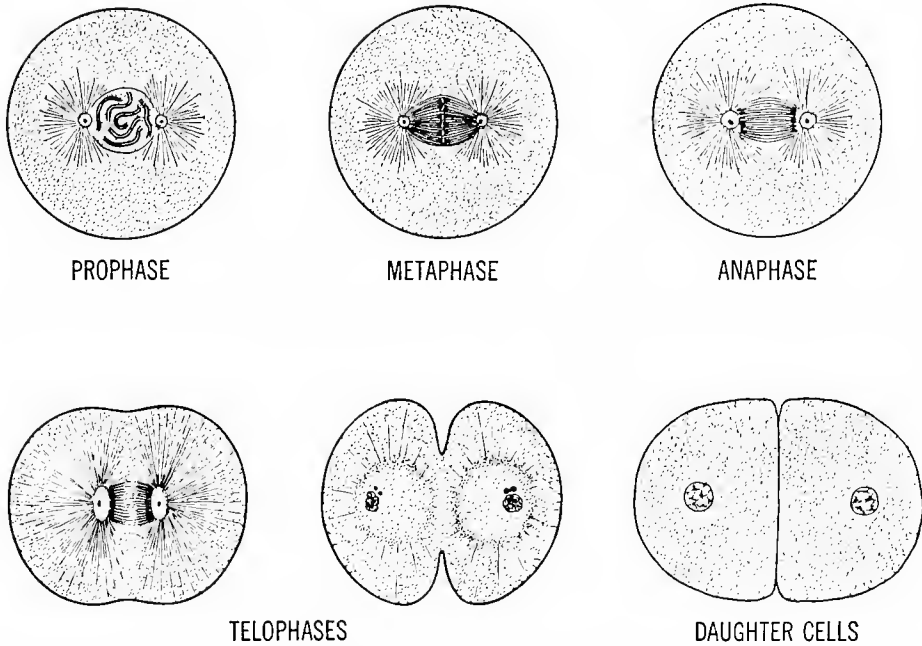 PROPHASE
METAPHASE
ANAPHASE
TELOPHASES
DAUGHTER CELLS